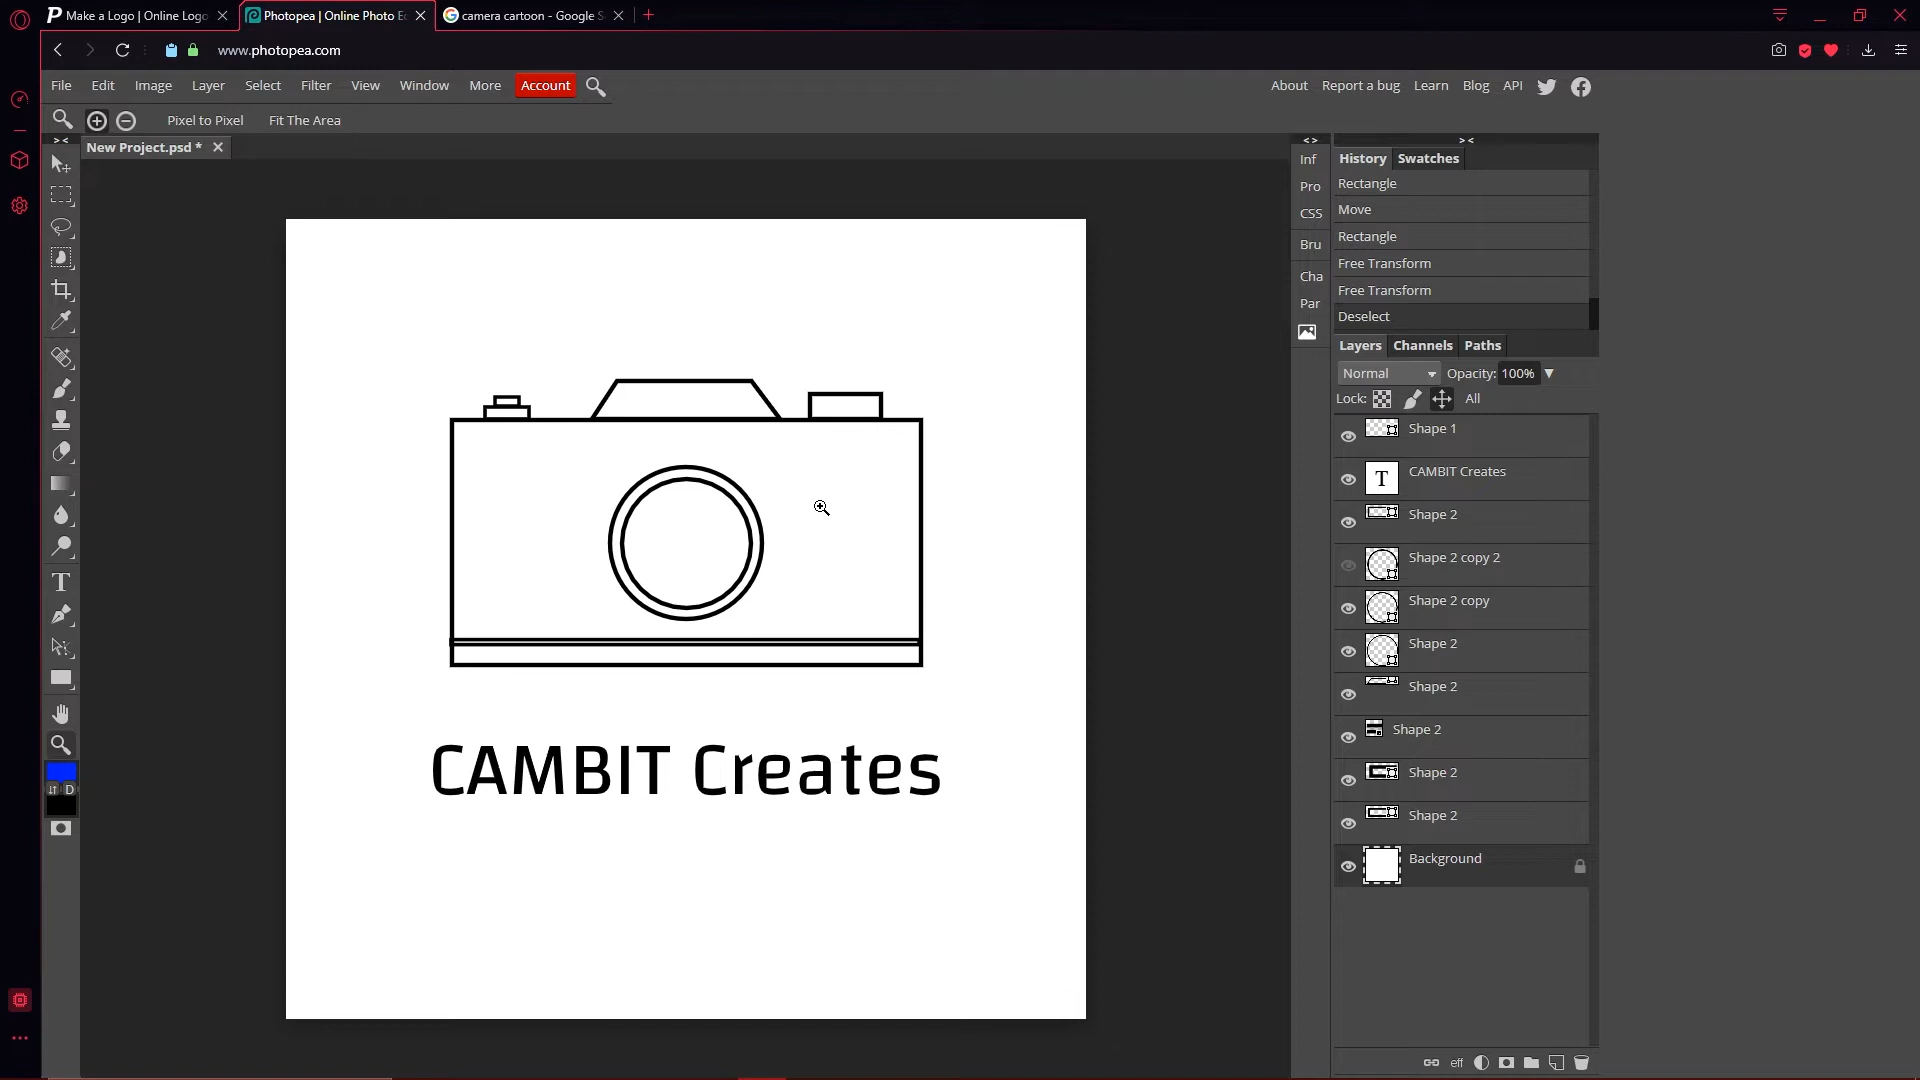 Make a Logo | Online Logo
Photopea | Online Photo Ed
camera cartoon - Google S
www.photopea.com
File Edit Image Layer Select Filter View Window More Account
About Report a bug Learn Blog API
Pixel to Pixel Fit The Area
New Project.psd *
Inf
Pro
CSS
Bru
Cha
Par
History Swatches
Rectangle
Move
Rectangle
Free Transform
Free Transform
Deselect
Layers Channels Paths
Normal Opacity: 100%
Lock: All
Shape 1
T CAMBIT Creates
Shape 2
Shape 2 copy 2
Shape 2 copy
Shape 2
Shape 2
Shape 2
Shape 2
Shape 2
Background
eff
T
D
CAMBIT Creates